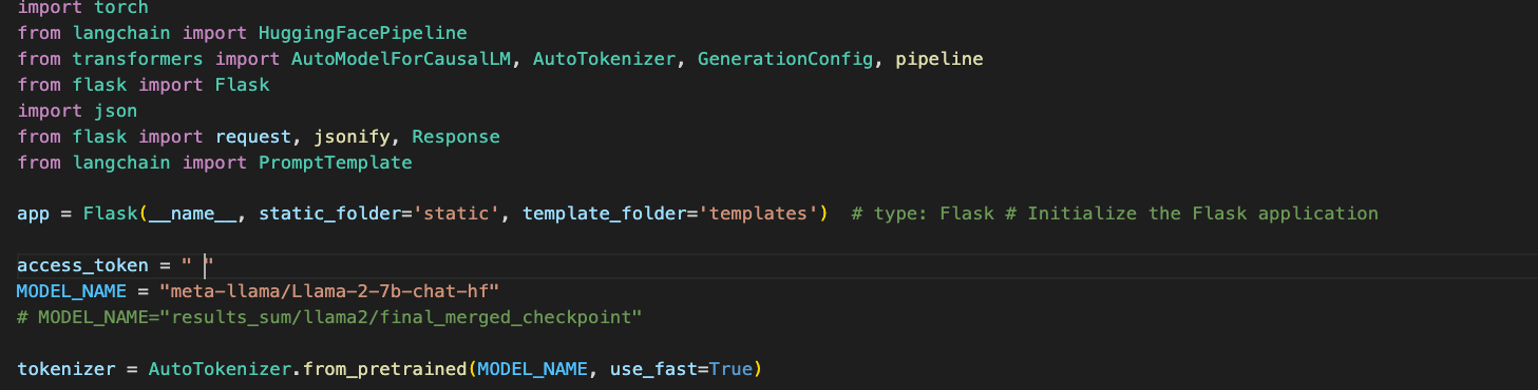 import torch
from langchain import HuggingFacePipeline
from transformers import AutoModelForCausalLM, AutoTokenizer, GenerationConfig, pipeline
from flask import Flask
import json
from flask import request, jsonify, Response
from langchain import PromptTemplate
app = Flask(__name__, static_folder='static', template_folder='templates')  # type: Flask # Initialize the Flask application
access_token = " "
MODEL_NAME = "meta-llama/Llama-2-7b-chat-hf"
# MODEL_NAME="results_sum/llama2/final_merged_checkpoint"
tokenizer = AutoTokenizer.from_pretrained(MODEL_NAME, use_fast=True)